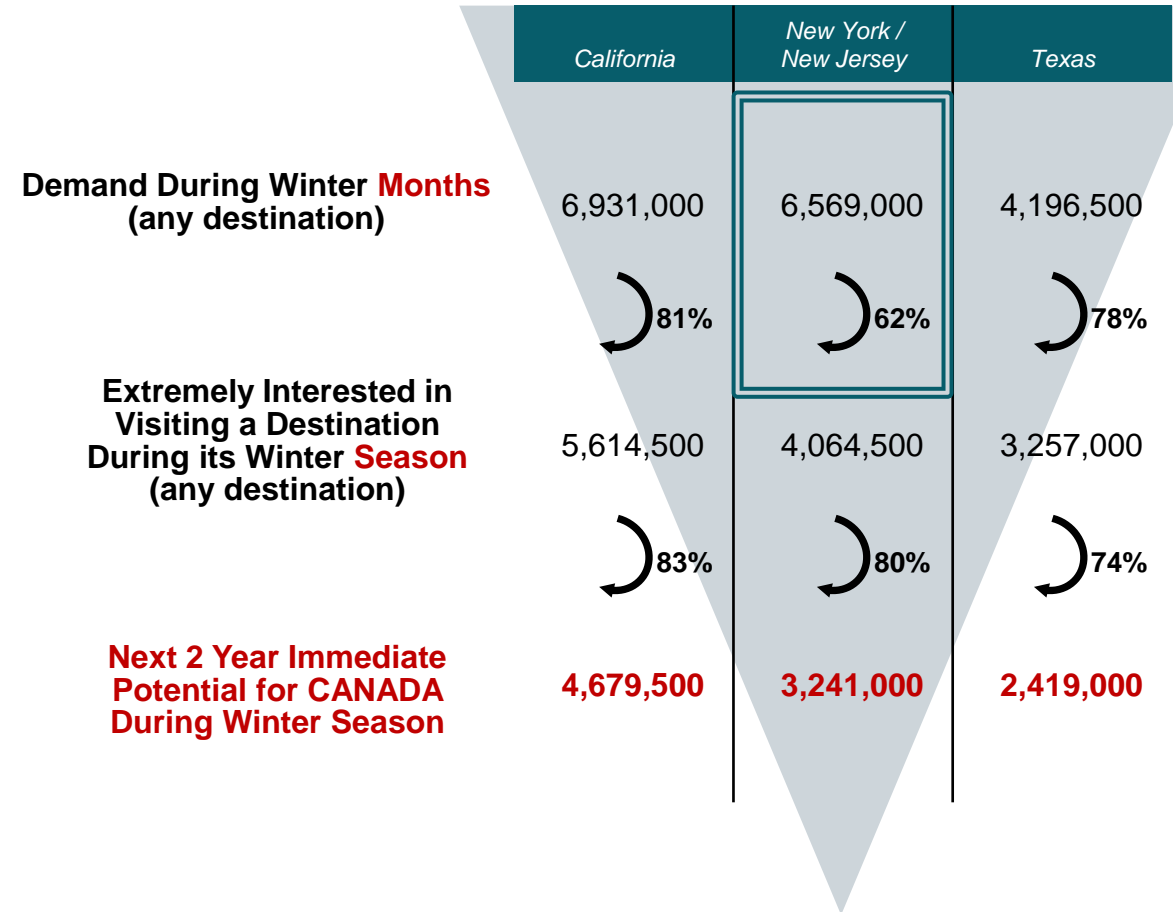 California
New York /
New Jersey
Texas
Demand During Winter Months
(any destination)
6,931,000
6,569,000
4,196,500
81%
62%
78%
Extremely Interested in
Visiting a Destination
During its Winter Season
(any destination)
5,614,500
4,064,500
3,257,000
83%
80%
74%
Next 2 Year Immediate
Potential for CANADA
During Winter Season
4,679,500
3,241,000
2,419,000